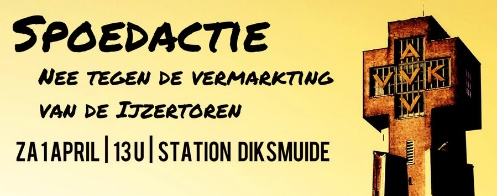 Spoedactie
Nee tegen de vermarkting
van de Ijzertoren
ZA 1 APRIL | 13U | STATION DIKSMUIDE
AVV
VVK